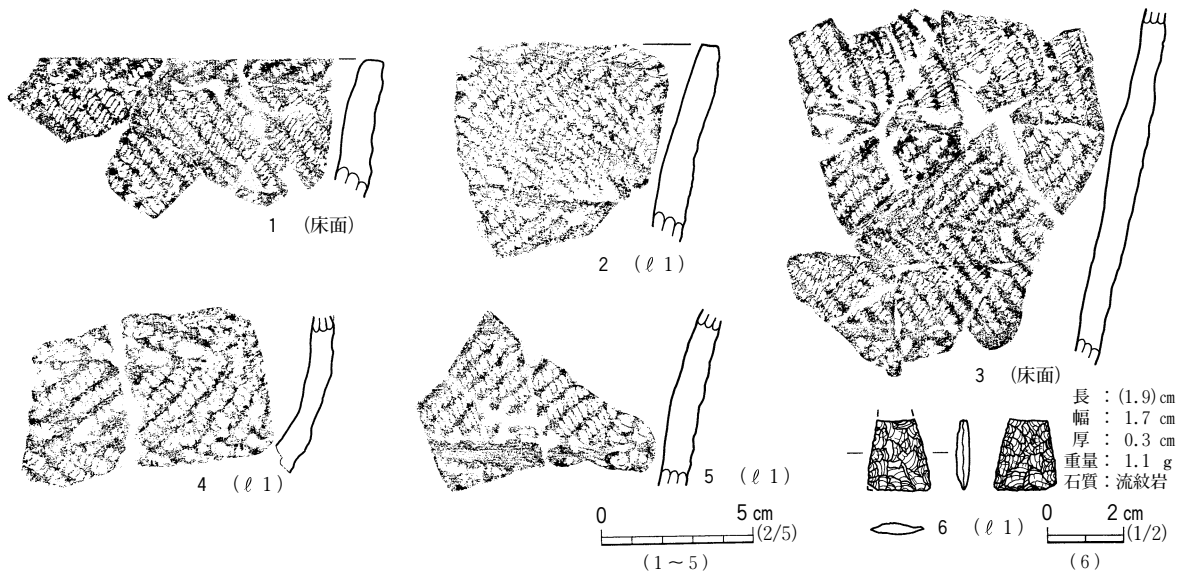 1 (床面)
2 (ℓ 1)
3 (床面)
4 (ℓ 1)
5 (ℓ 1)
0 5 cm
(2/5)
(1~5)
長 : (1.9)cm
幅 : 1.7 cm
厚 : 0.3 cm
重量 : 1.1 g
石質 : 流紋岩
6 (ℓ 1)
0 2 cm
(1/2)
(6)